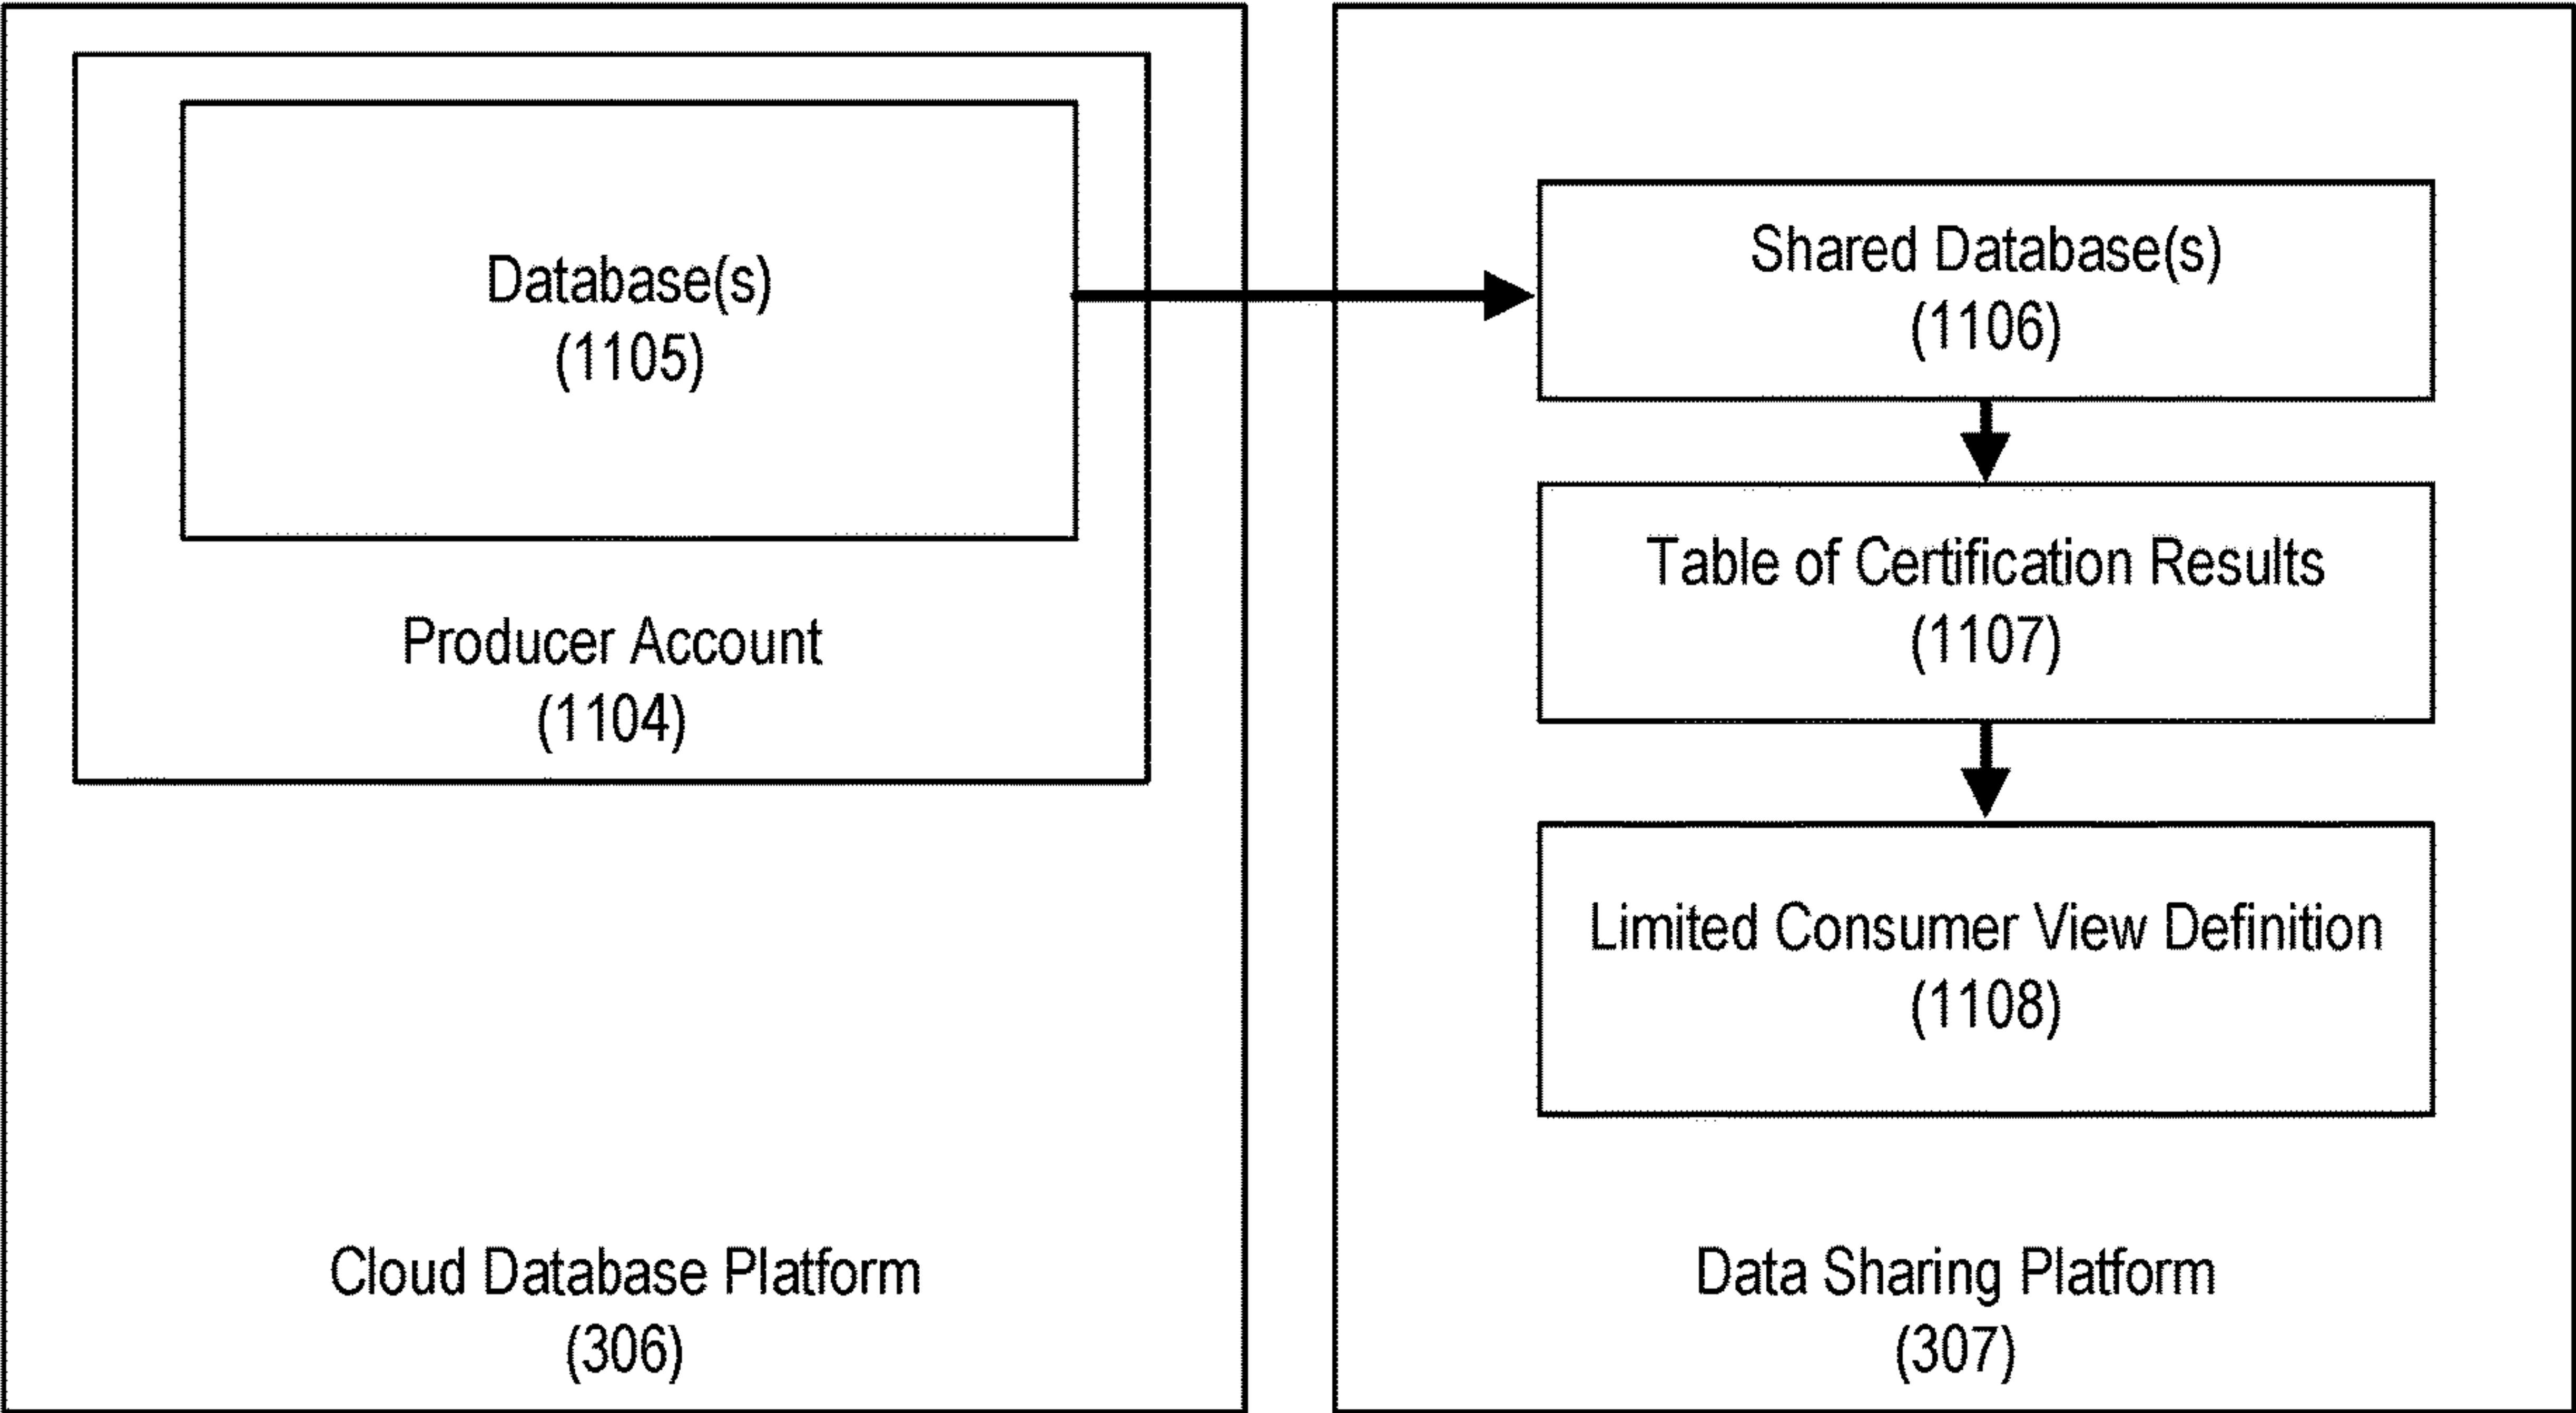 Database(s)
(1105)
Producer Account
(1104)
Cloud Database Platform
(306)
Shared Database(s)
(1106)
Table of Certification Results
(1107)
Limited Consumer View Definition
(1108)
Data Sharing Platform
(307)